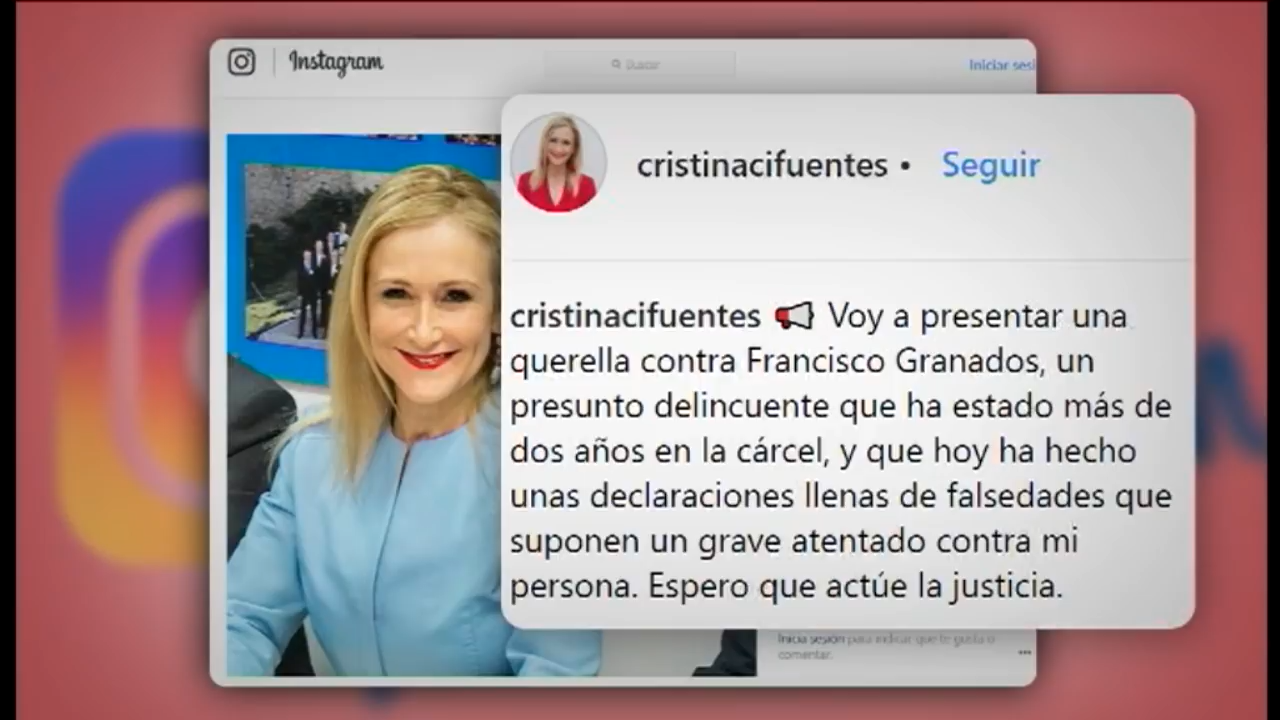 Instagram
Buscar
Iniciar sesi
cristinacifuentes • Seguir
cristinacifuentes 📢 Voy a presentar una
querella contra Francisco Granados, un
presunto delincuente que ha estado más de
dos años en la cárcel, y que hoy ha hecho
unas declaraciones llenas de falsedades que
suponen un grave atentado contra mi
persona. Espero que actúe la justicia.
Inicia sesión para indicar que te gusta o
comentar.